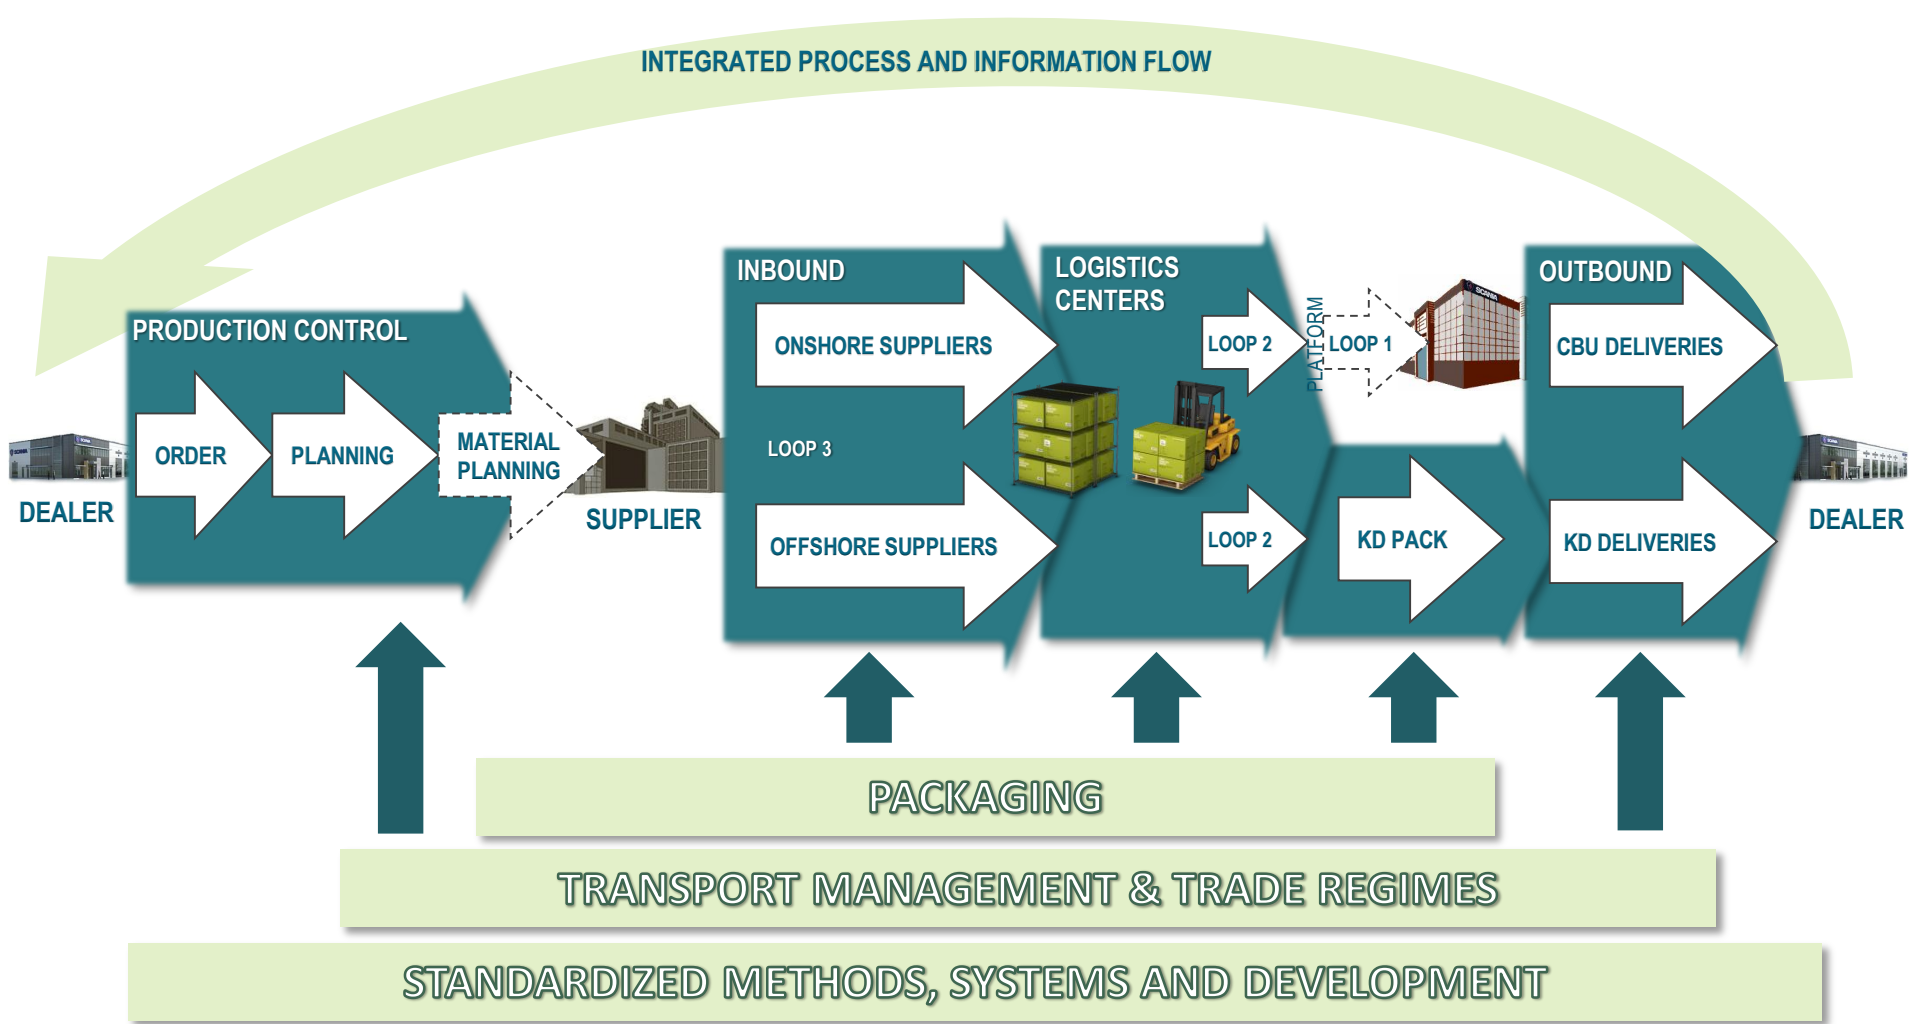 INTEGRATED PROCESS AND INFORMATION FLOW
PRODUCTION CONTROL
ORDER
PLANNING
MATERIAL
PLANNING
DEALER
SUPPLIER
INBOUND
ONSHORE SUPPLIERS
LOOP 3
OFFSHORE SUPPLIERS
LOGISTICS
CENTERS
LOOP 2
LOOP 2
PLATFORM
LOOP 1
SCANIA
KD PACK
OUTBOUND
CBU DELIVERIES
KD DELIVERIES
DEALER
PACKAGING
TRANSPORT MANAGEMENT & TRADE REGIMES
STANDARDIZED METHODS, SYSTEMS AND DEVELOPMENT